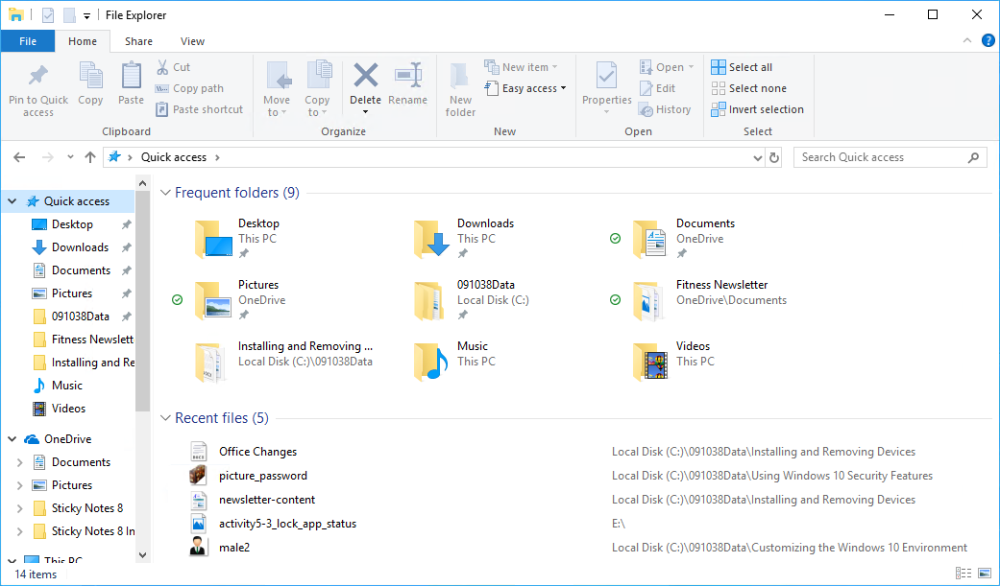 File Explorer
File Home Share View
Pin to Quick access
Copy
Paste
Cut
Copy path
Paste shortcut
Clipboard
Move to
Copy to
Delete
Rename
Organize
New folder
New item
Easy access
New
Properties
Open
Edit
History
Open
Select all
Select none
Invert selection
Select
Quick access
Search Quick access
Quick access
Desktop
Downloads
Documents
Pictures
091038Data
Fitness Newslett
Installing and Re
Music
Videos
OneDrive
Documents
Pictures
Sticky Notes 8
Sticky Notes 8 In
This PC
Frequent folders (9)
Desktop
This PC
Downloads
This PC
Documents
OneDrive
Pictures
OneDrive
091038Data
Local Disk (C:)
Fitness Newsletter
OneDrive\Documents
Installing and Removing ...
Local Disk (C:)\091038Data
Music
This PC
Videos
This PC
Recent files (5)
Office Changes Local Disk (C:)\091038Data\Installing and Removing Devices
picture_password Local Disk (C:)\091038Data\Using Windows 10 Security Features
newsletter-content Local Disk (C:)\091038Data\Installing and Removing Devices
activity5-3_lock_app_status E:\
male2 Local Disk (C:)\091038Data\Customizing the Windows 10 Environment
14 items